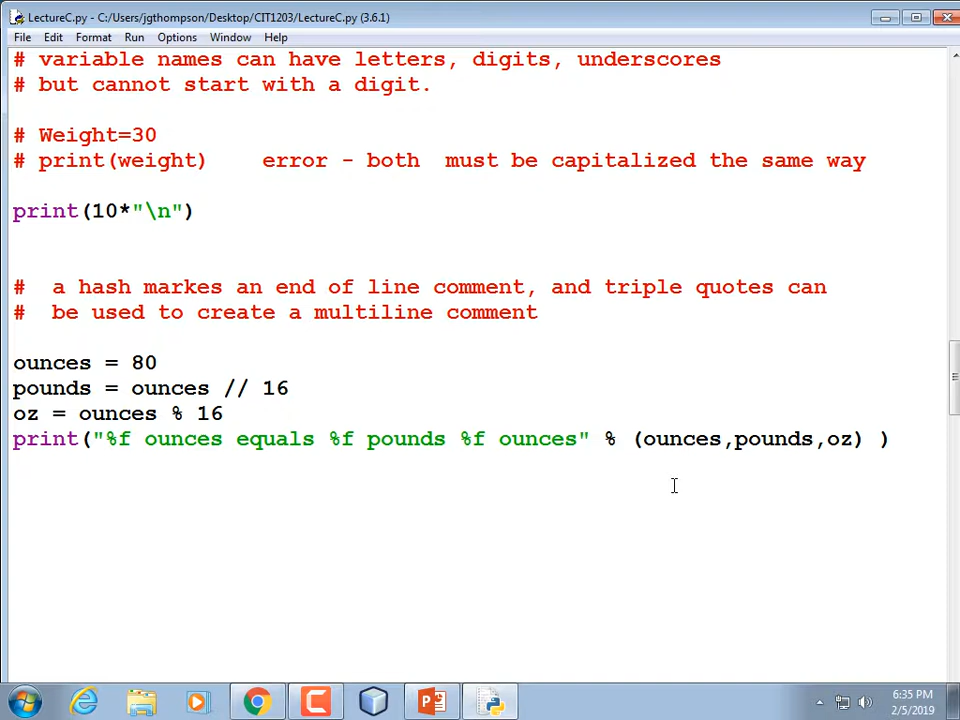 LectureC.py - C:/Users/jgthompson/Desktop/CIT1203/LectureC.py (3.6.1)
File Edit Format Run Options Window Help
# variable names can have letters, digits, underscores
# but cannot start with a digit.
# Weight=30
# print(weight) error - both must be capitalized the same way
print(10*"\n")
# a hash markes an end of line comment, and triple quotes can
# be used to create a multiline comment
ounces = 80
pounds = ounces // 16
oz = ounces % 16
print("%f ounces equals %f pounds %f ounces" % (ounces,pounds,oz) )
6:35 PM
2/5/2019